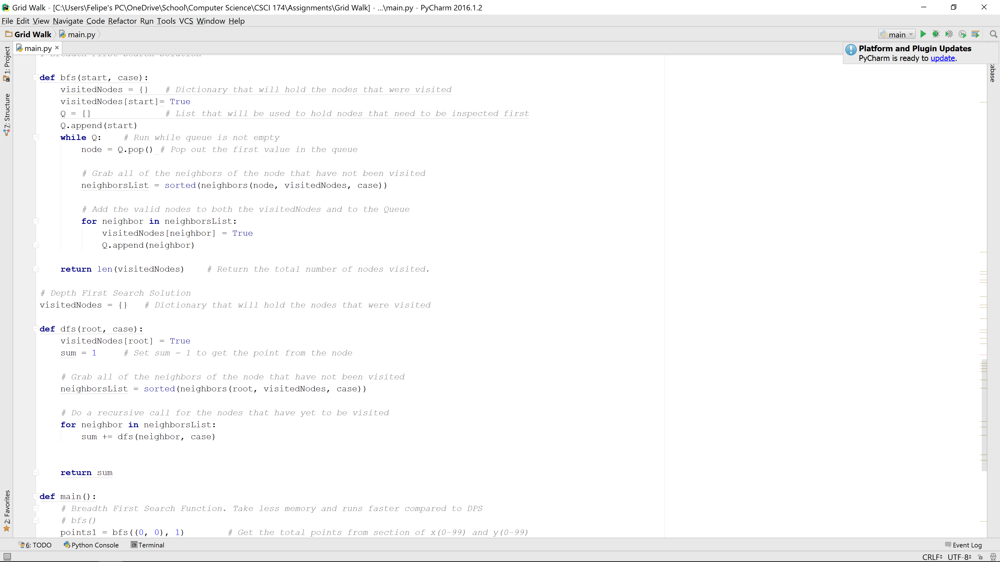 Grid Walk - [C:\Users\Felipe's PC\OneDrive\School\Computer Science\CSCI 174\Assignments\Grid Walk] - ...\main.py - PyCharm 2016.1.2
File Edit View Navigate Code Refactor Run Tools VCS Window Help
Grid Walk main.py
main
main.py
Platform and Plugin Updates
PyCharm is ready to update.
1: Project
7: Structure
2: Favorites
# Breadth First Search Solution
def bfs(start, case):
    visitedNodes = {}   # Dictionary that will hold the nodes that were visited
    visitedNodes[start]= True
    Q = []              # List that will be used to hold nodes that need to be inspected first
    Q.append(start)
    while Q:    # Run while queue is not empty
        node = Q.pop() # Pop out the first value in the queue
        # Grab all of the neighbors of the node that have not been visited
        neighborsList = sorted(neighbors(node, visitedNodes, case))
        # Add the valid nodes to both the visitedNodes and to the Queue
        for neighbor in neighborsList:
            visitedNodes[neighbor] = True
            Q.append(neighbor)
    return len(visitedNodes)    # Return the total number of nodes visited.
# Depth First Search Solution
visitedNodes = {}   # Dictionary that will hold the nodes that were visited
def dfs(root, case):
    visitedNodes[root] = True
    sum = 1     # Set sum = 1 to get the point from the node
    # Grab all of the neighbors of the node that have not been visited
    neighborsList = sorted(neighbors(root, visitedNodes, case))
    # Do a recursive call for the nodes that have yet to be visited
    for neighbor in neighborsList:
        sum += dfs(neighbor, case)
    return sum
def main():
    # Breadth First Search Function. Take less memory and runs faster compared to DPS
    # bfs()
    points1 = bfs((0, 0), 1)        # Get the total points from section of x(0-99) and y(0-99)
6: TODO Python Console Terminal
Event Log
CRLF UTF-8